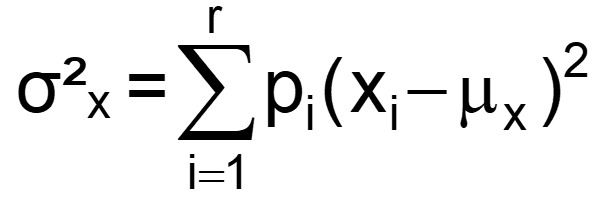 σ²ₓ = ∑_{i=1}^{r} pᵢ(xᵢ − μₓ)²